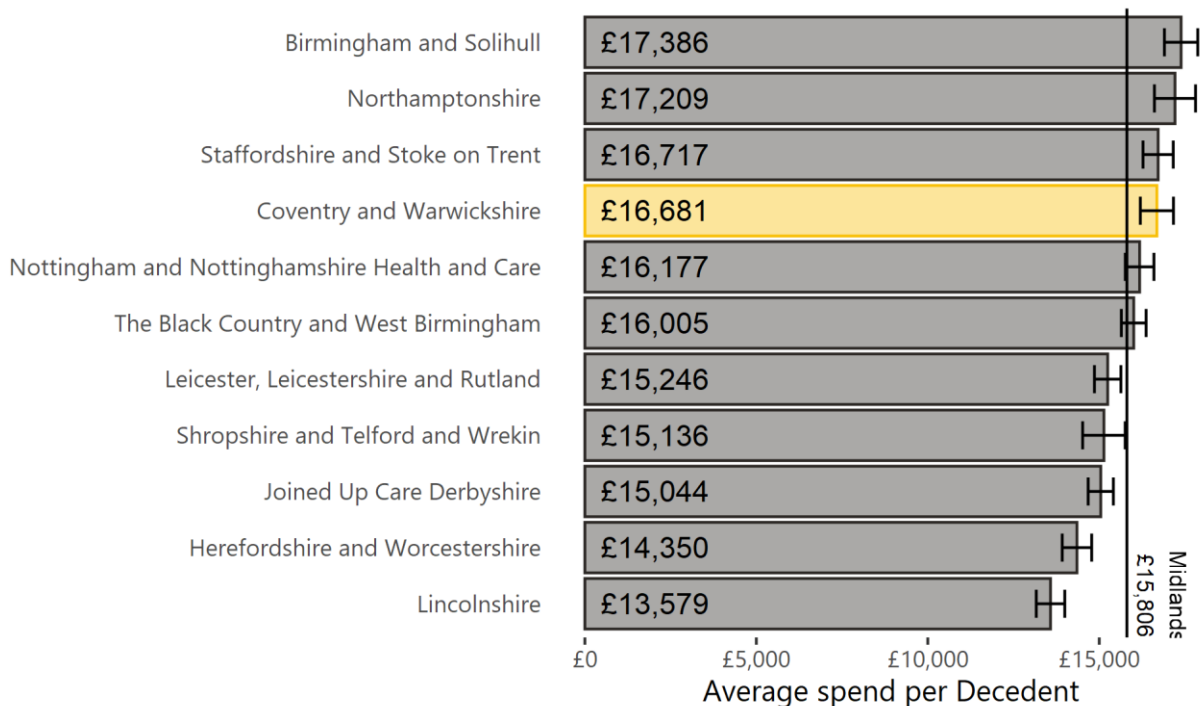 Birmingham and Solihull £17,386
Northamptonshire £17,209
Staffordshire and Stoke on Trent £16,717
Coventry and Warwickshire £16,681
Nottingham and Nottinghamshire Health and Care £16,177
The Black Country and West Birmingham £16,005
Leicester, Leicestershire and Rutland £15,246
Shropshire and Telford and Wrekin £15,136
Joined Up Care Derbyshire £15,044
Herefordshire and Worcestershire £14,350
Lincolnshire £13,579
Midlands
£15,806
£0 £5,000 £10,000 £15,000
Average spend per Decedent